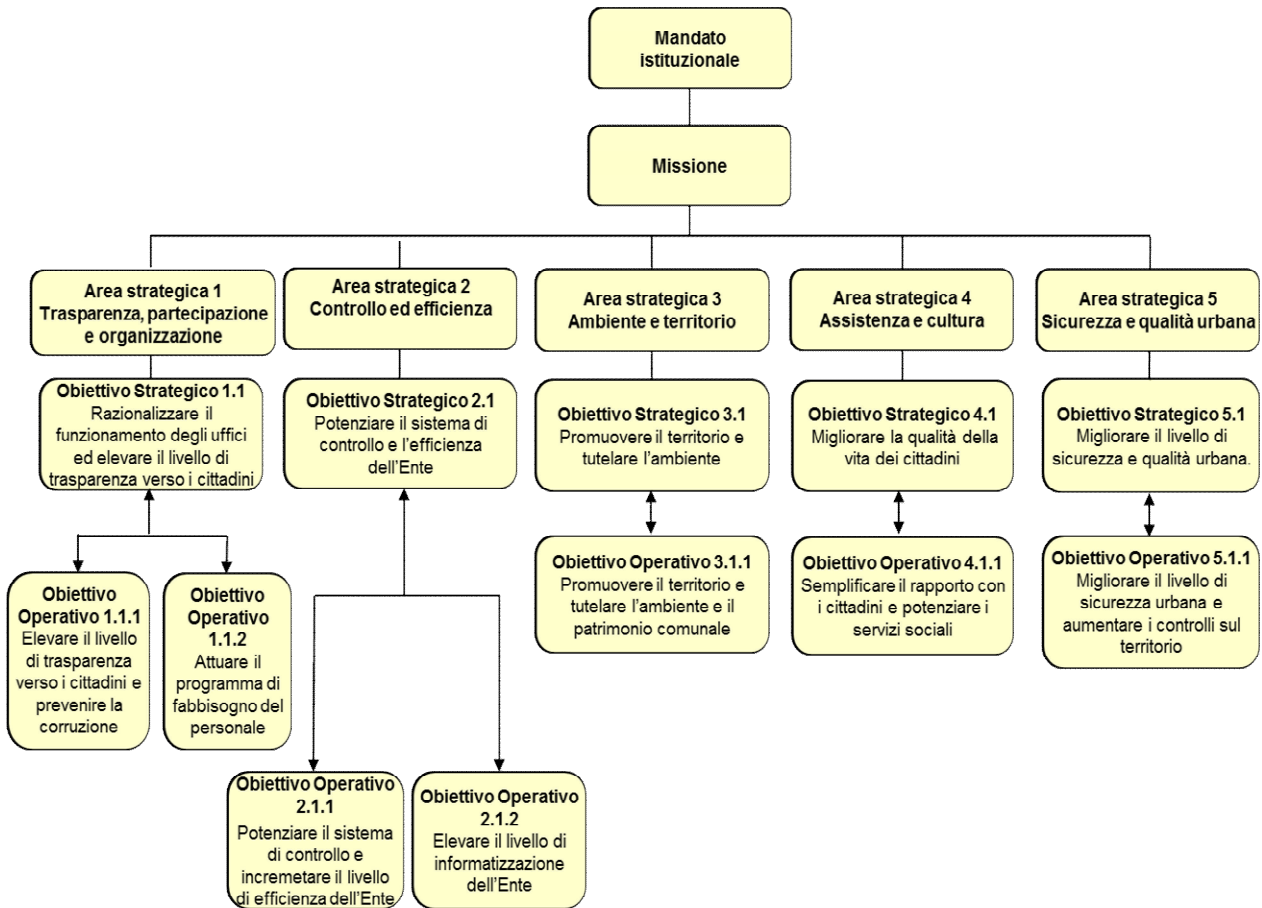 Mandato
istituzionale
Missione
Area strategica 1
Trasparenza, partecipazione
e organizzazione
Area strategica 2
Controllo ed efficienza
Area strategica 3
Ambiente e territorio
Area strategica 4
Assistenza e cultura
Area strategica 5
Sicurezza e qualità urbana
Obiettivo Strategico 1.1
Razionalizzare il
funzionamento degli uffici
ed elevare il livello di
trasparenza verso i cittadini
Obiettivo Strategico 2.1
Potenziare il sistema di
controllo e l'efficienza
dell'Ente
Obiettivo Strategico 3.1
Promuovere il territorio e
tutelare l'ambiente
Obiettivo Strategico 4.1
Migliorare la qualità della
vita dei cittadini
Obiettivo Strategico 5.1
Migliorare il livello di
sicurezza e qualità urbana.
Obiettivo
Operativo 1.1.1
Elevare il livello
di trasparenza
verso i cittadini e
prevenire la
corruzione
Obiettivo
Operativo
1.1.2
Attuare il
programma di
fabbisogno del
personale
Obiettivo Operativo
2.1.1
Potenziare il sistema
di controllo e
incremetare il livello
di efficienza dell'Ente
Obiettivo Operativo
2.1.2
Elevare il livello di
informatizzazione
dell'Ente
Obiettivo Operativo 3.1.1
Promuovere il territorio e
tutelare l'ambiente e il
patrimonio comunale
Obiettivo Operativo 4.1.1
Semplificare il rapporto con
i cittadini e potenziare i
servizi sociali
Obiettivo Operativo 5.1.1
Migliorare il livello di
sicurezza urbana e
aumentare i controlli sul
territorio